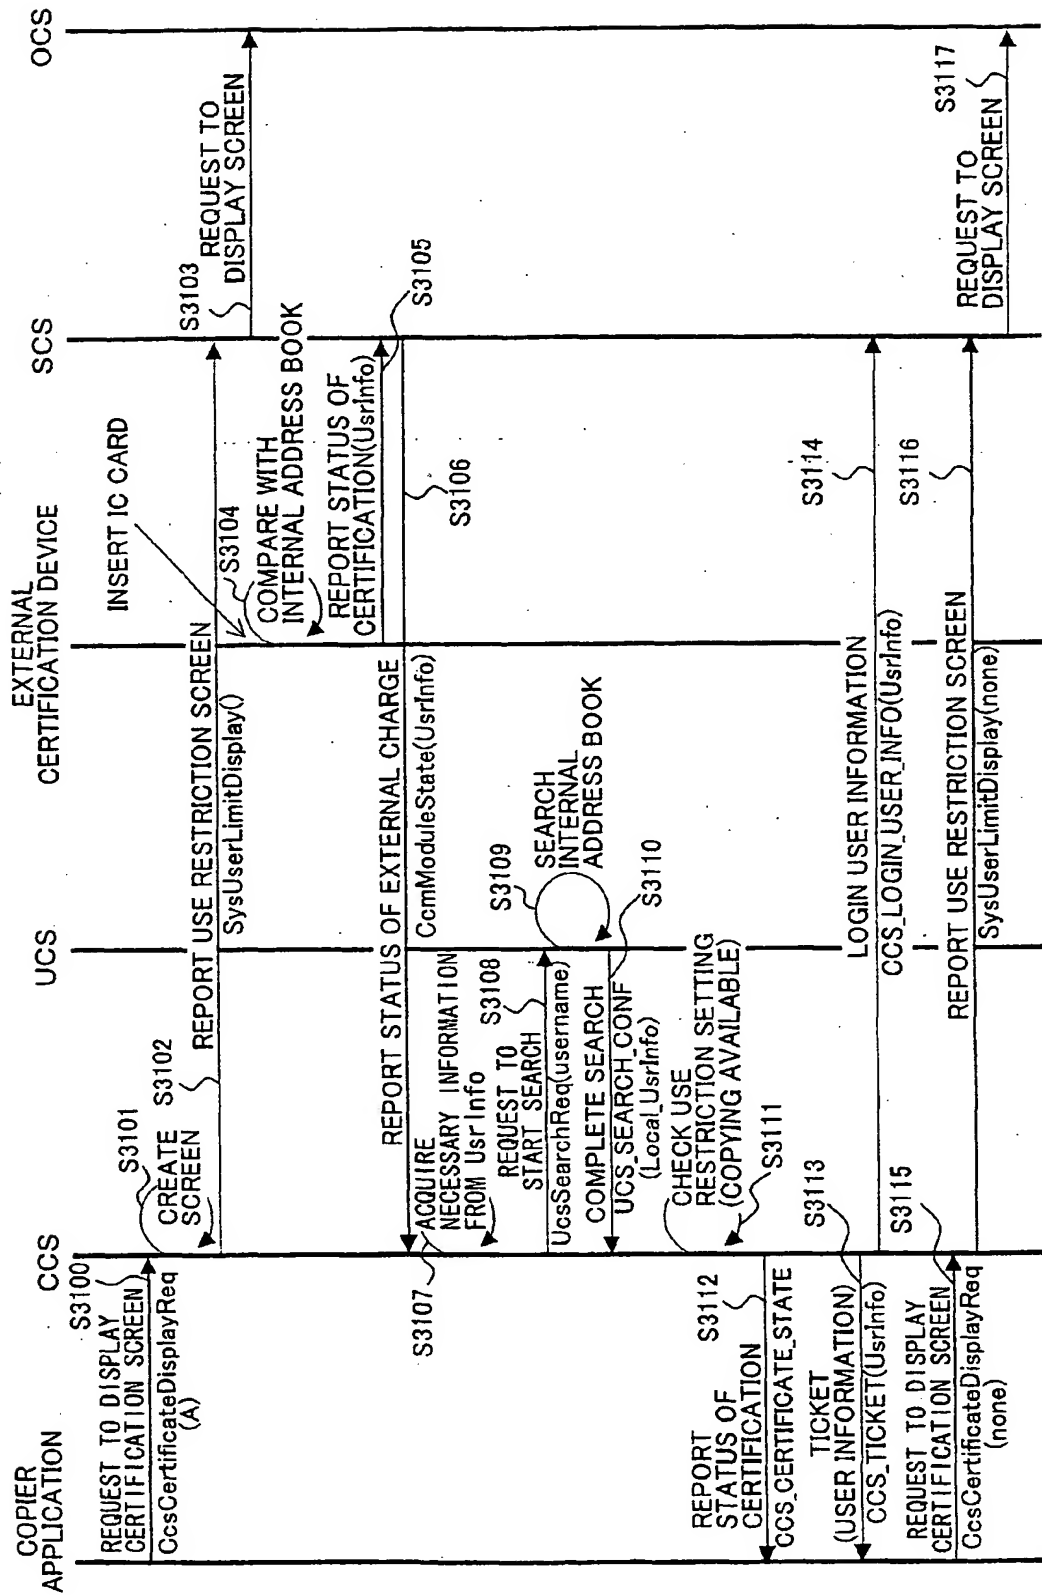 COPIER
APPLICATION
CCS
UCS
EXTERNAL
CERTIFICATION DEVICE
SCS
OCS
S3100
REQUEST TO DISPLAY
CERTIFICATION SCREEN
CcsCertificateDisplayReq
(A)
S3101
CREATE
SCREEN
S3102
REPORT USE RESTRICTION SCREEN
SysUserLimitDisplay()
S3103
REQUEST TO
DISPLAY SCREEN
INSERT IC CARD
S3104
COMPARE WITH
INTERNAL ADDRESS BOOK
REPORT STATUS OF
CERTIFICATION(UsrInfo)
S3105
S3106
REPORT STATUS OF EXTERNAL CHARGE
CcmModuleState(UsrInfo)
S3107
ACQUIRE
NECESSARY INFORMATION
FROM UsrInfo
S3108
REQUEST TO
START SEARCH
UcsSearchReq(username)
S3109
SEARCH
INTERNAL
ADDRESS BOOK
S3110
COMPLETE SEARCH
UCS_SEARCH_CONF
(Local_UsrInfo)
CHECK USE
RESTRICTION SETTING
(COPYING AVAILABLE)
S3111
S3112
REPORT
STATUS OF
CERTIFICATION
CCS_CERTIFICATE_STATE
S3113
TICKET
(USER INFORMATION)
CCS_TICKET(UsrInfo)
S3114
LOGIN USER INFORMATION
CCS_LOGIN_USER_INFO(UsrInfo)
S3115
REQUEST TO DISPLAY
CERTIFICATION SCREEN
CcsCertificateDisplayReq
(none)
S3116
REPORT USE RESTRICTION SCREEN
SysUserLimitDisplay(none)
S3117
REQUEST TO
DISPLAY SCREEN